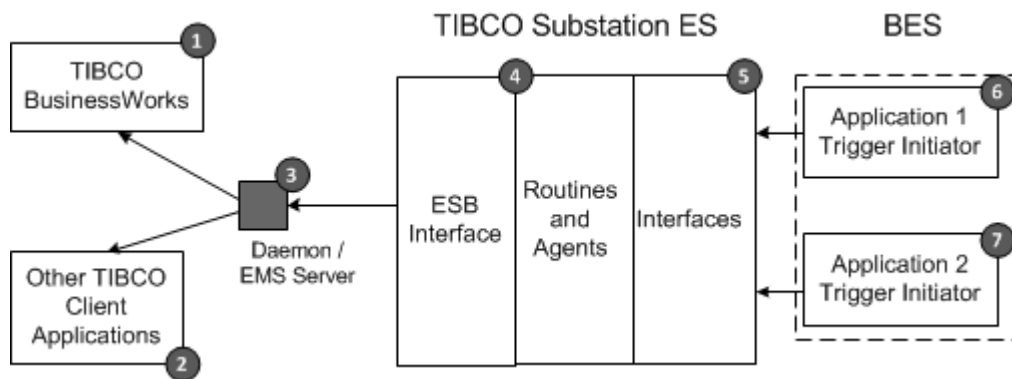 TIBCO Substation ES
BES
1
TIBCO
BusinessWorks
2
Other TIBCO
Client
Applications
3
Daemon /
EMS Server
4
ESB
Interface
Routines
and
Agents
5
Interfaces
6
Application 1
Trigger Initiator
7
Application 2
Trigger Initiator